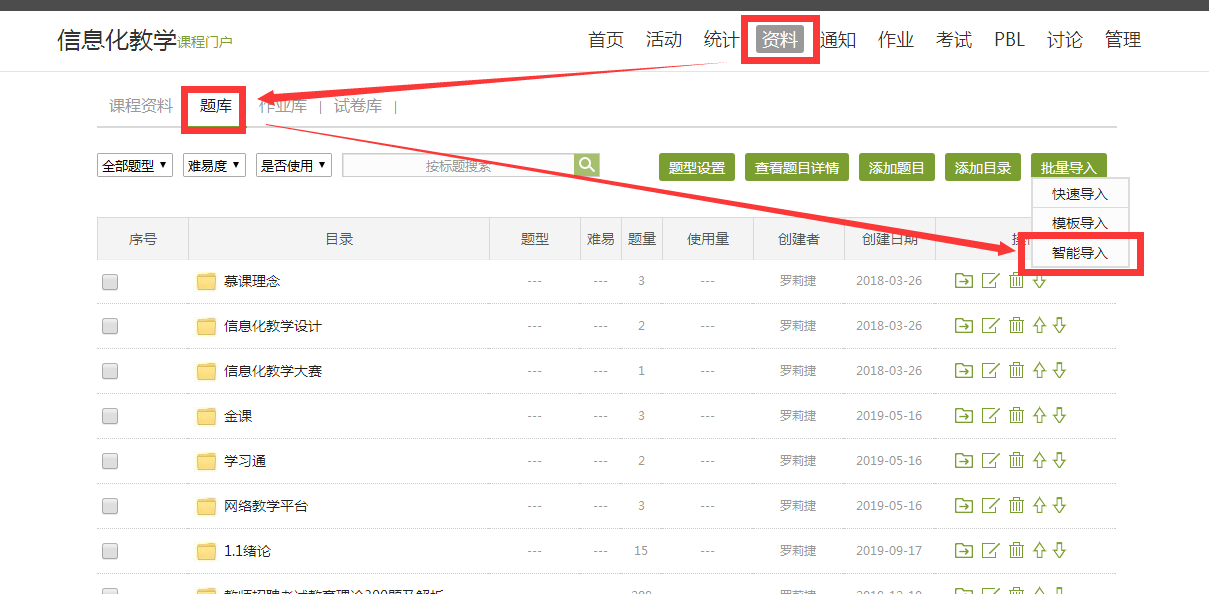 信息化教学课程门户
首页 活动 统计 资料 通知 作业 考试 PBL 讨论 管理
课程资料 题库 作业库 | 试卷库 |
全部题型 难易度 是否使用 按标题搜索 题型设置 查看题目详情 添加题目 添加目录 批量导入
快速导入
模板导入
智能导入
序号 目录 题型 难易 题量 使用量 创建者 创建日期
慕课理念 --- --- 3 --- 罗莉捷 2018-03-26
信息化教学设计 --- --- 2 --- 罗莉捷 2018-03-26
信息化教学大赛 --- --- 1 --- 罗莉捷 2018-03-26
金课 --- --- 3 --- 罗莉捷 2019-05-16
学习通 --- --- 2 --- 罗莉捷 2019-05-16
网络教学平台 --- --- 3 --- 罗莉捷 2019-05-16
1.1绪论 --- --- 15 --- 罗莉捷 2019-09-17